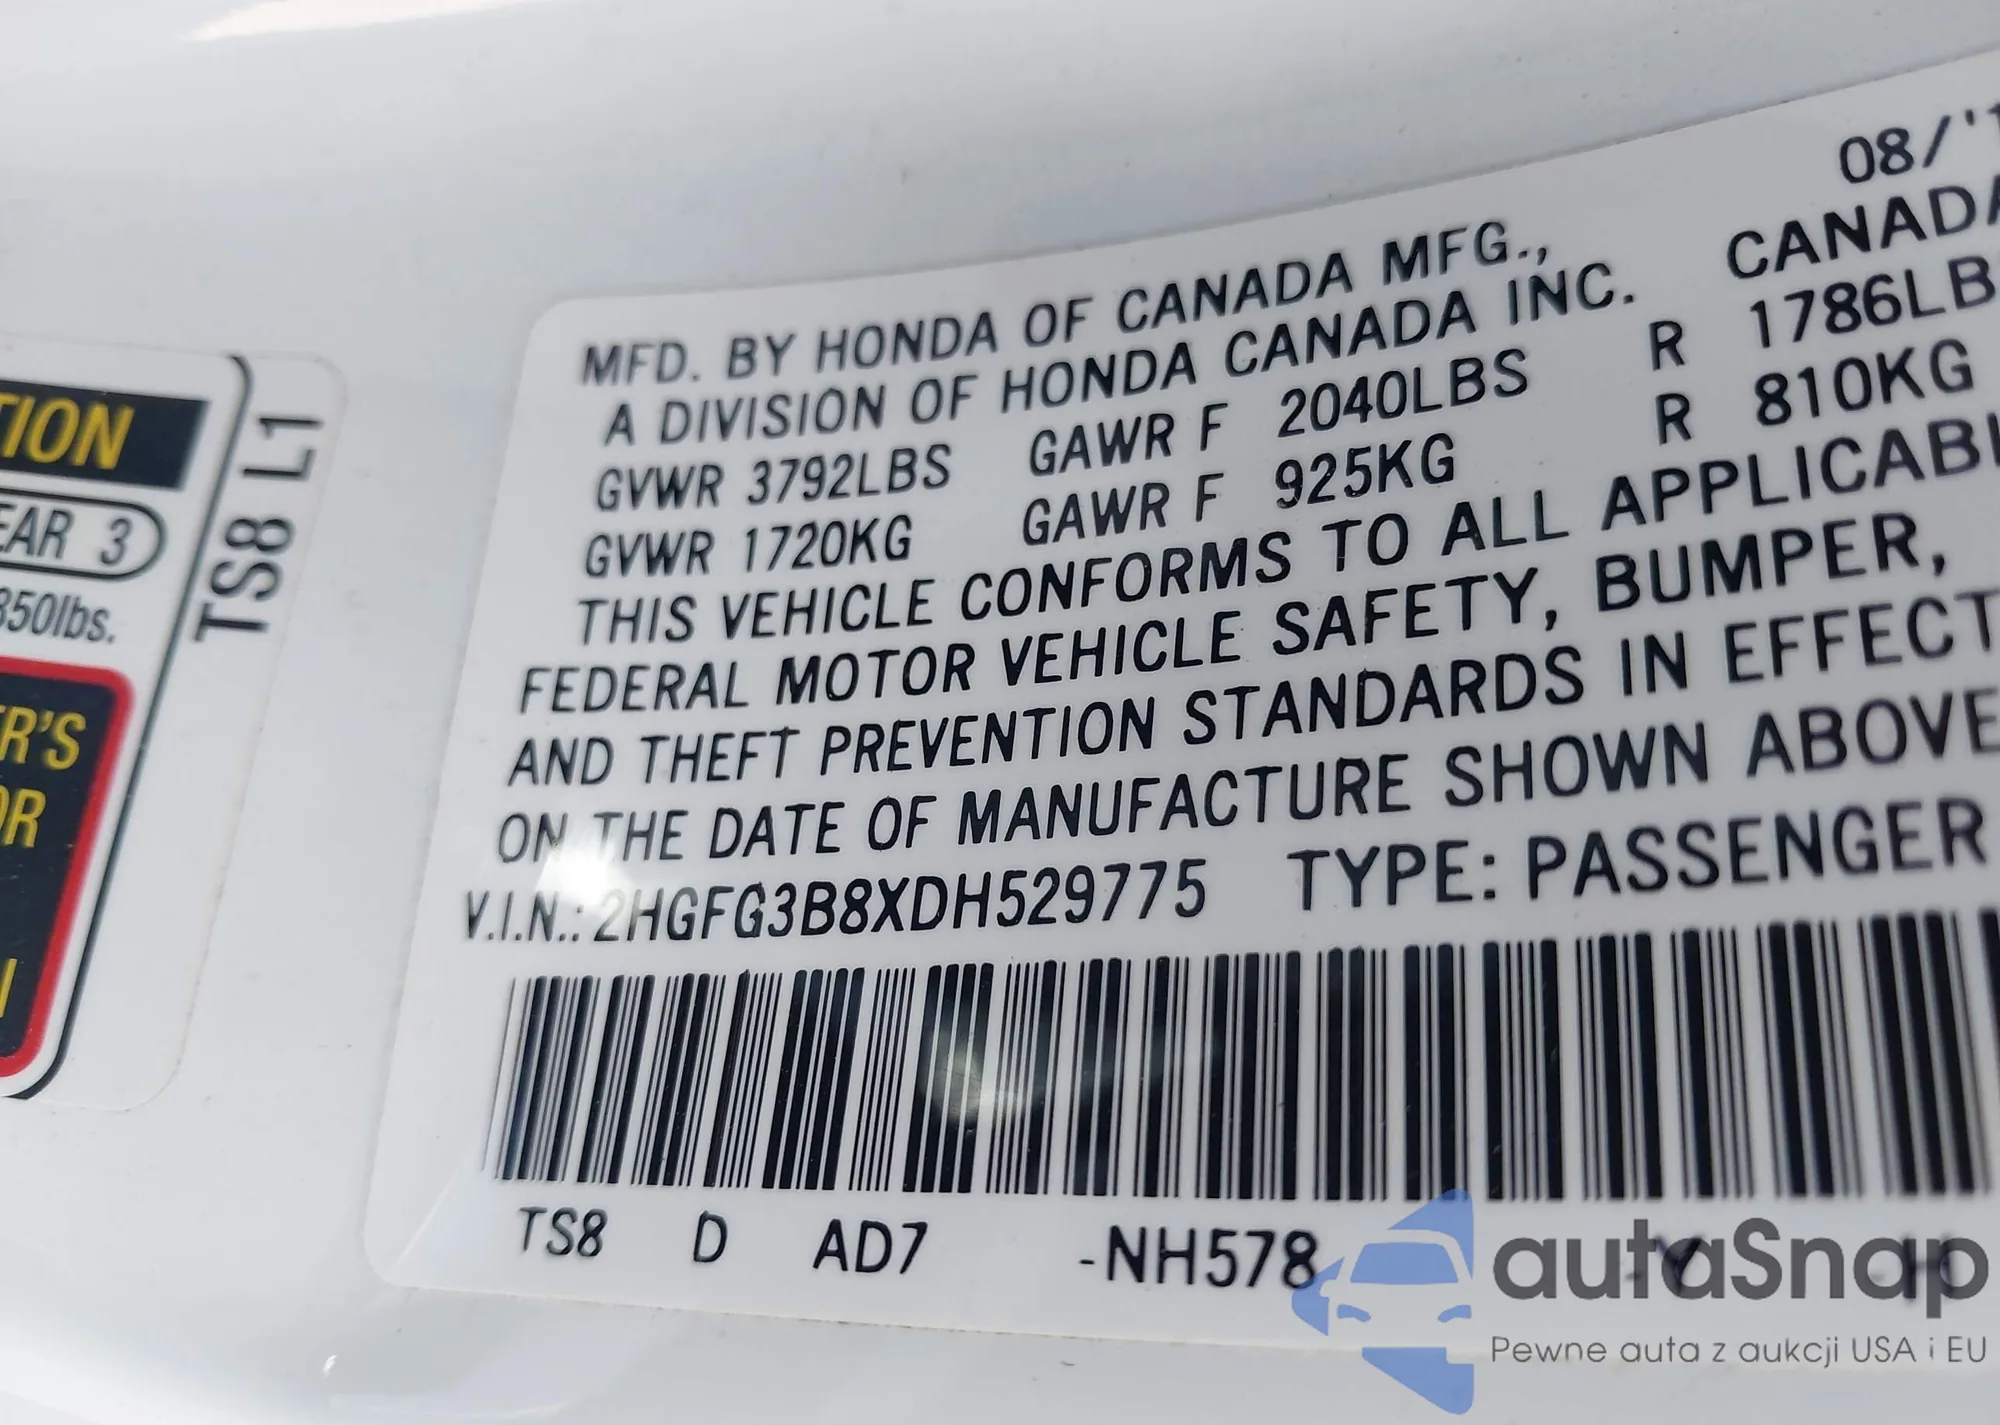 TION
EAR 3
350lbs.
R'S
OR
TS8 L1
08/'1
MFD. BY HONDA OF CANADA MFG., CANADA
A DIVISION OF HONDA CANADA INC.
GVWR 3792LBS GAWR F 2040LBS R 1786LB
GVWR 1720KG GAWR F 925KG R 810KG
THIS VEHICLE CONFORMS TO ALL APPLICABL
FEDERAL MOTOR VEHICLE SAFETY, BUMPER,
AND THEFT PREVENTION STANDARDS IN EFFECT
ON THE DATE OF MANUFACTURE SHOWN ABOVE
V.I.N.: 2HGFG3B8XDH529775 TYPE: PASSENGER
TS8 D AD7 -NH578 -Y H
autaSnap
Pewne auta z aukcji USA i EU